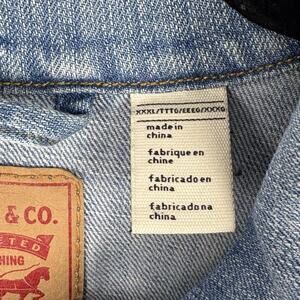 XXXL/TTTG/EEEG/XXXG
made in
china
fabrique en
chine
fabricado en
china
fabricado na
china
& CO.